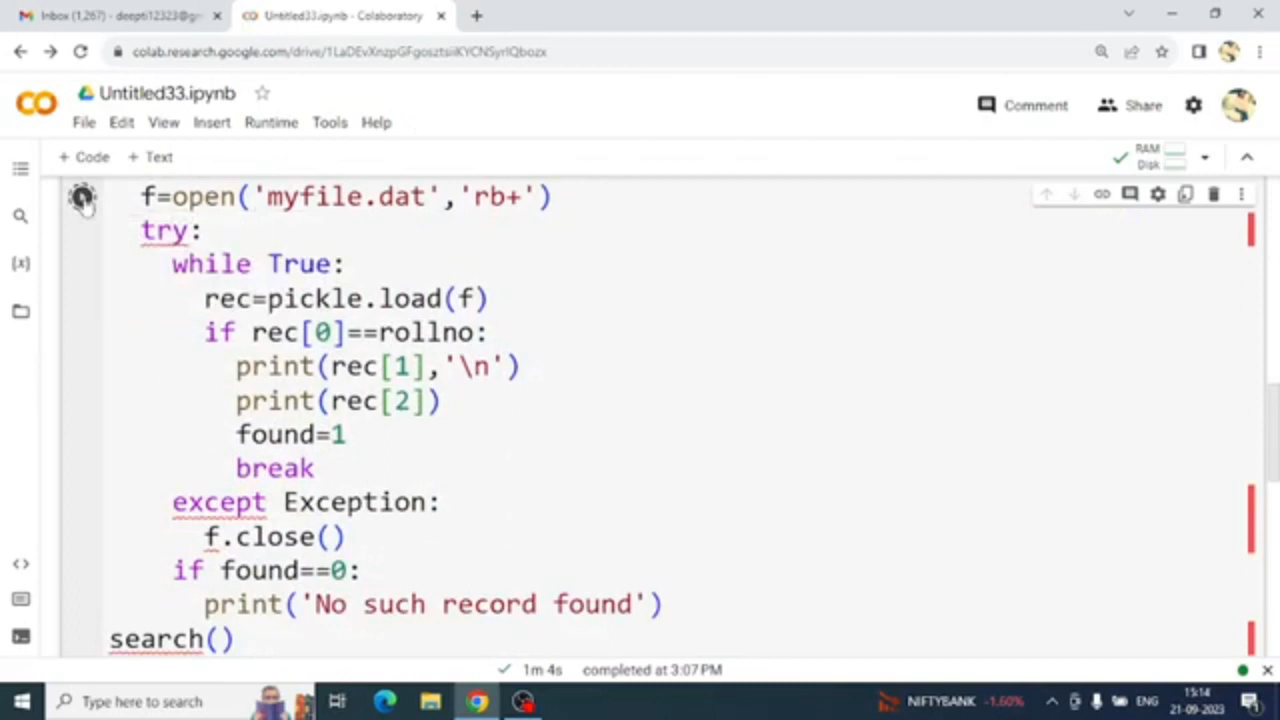 Inbox (1,267) - deepti12323@gr
Untitled33.ipynb - Colaboratory
colab.research.google.com/drive/1LaDEvXnzpGFgosztsiiKYCNSyrIQbozx
CO
Untitled33.ipynb
Comment
Share
File Edit View Insert Runtime Tools Help
+ Code + Text
RAM
Disk
f=open('myfile.dat','rb+')
try:
while True:
rec=pickle.load(f)
if rec[0]==rollno:
print(rec[1],'\n')
print(rec[2])
found=1
break
except Exception:
f.close()
if found==0:
print('No such record found')
search()
1m 4s completed at 3:07 PM
Type here to search
NIFTYBANK -1.60%
ENG
15:14
21-09-2023